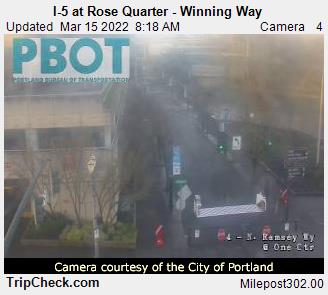 I-5 at Rose Quarter - Winning Way
Updated Mar 15 2022 8:18 AM Camera 4
PBOT
PORTLAND BUREAU OF TRANSPORTATION
4 - N. Ramsey Wy
@ One Ctr
Camera courtesy of the City of Portland
TripCheck.com Milepost302.00